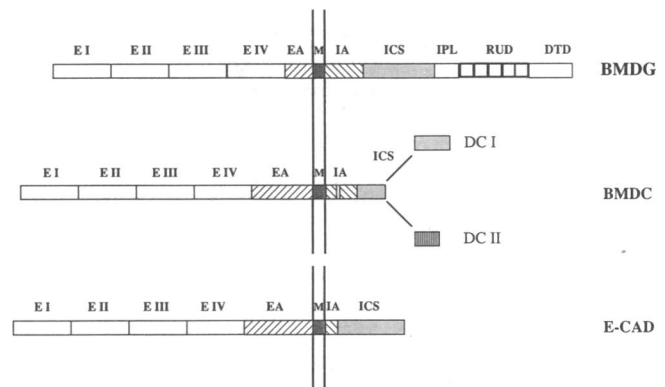 E I E II E III E IV EA M IA ICS IPL RUD DTD
BMDG
DC I
ICS
E I E II E III E IV EA M IA
BMDC
DC II
E I E II E III E IV EA M IA ICS
E-CAD